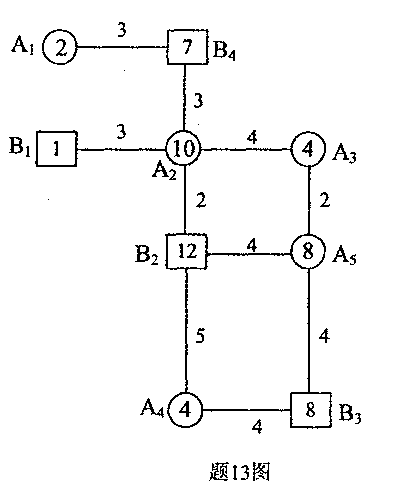 A₁ 2 3 7 B₄
3
B₁ 1 3 10 4 4 A₃
A₂
2 2
B₂ 12 4 8 A₅
5 4
A₄ 4 4 8 B₃
题13图